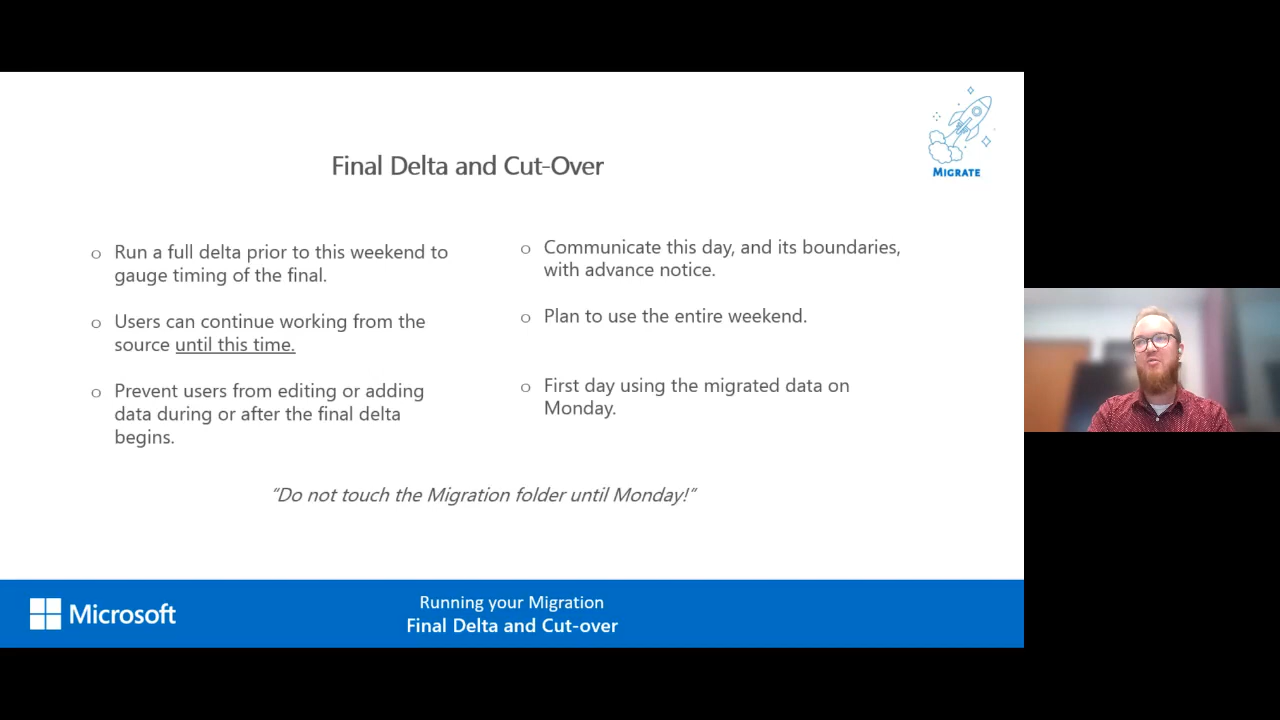 MIGRATE
Final Delta and Cut-Over
o Run a full delta prior to this weekend to
gauge timing of the final.
o Users can continue working from the
source until this time.
o Prevent users from editing or adding
data during or after the final delta
begins.
o Communicate this day, and its boundaries,
with advance notice.
o Plan to use the entire weekend.
o First day using the migrated data on
Monday.
“Do not touch the Migration folder until Monday!”
Microsoft
Running your Migration
Final Delta and Cut-over